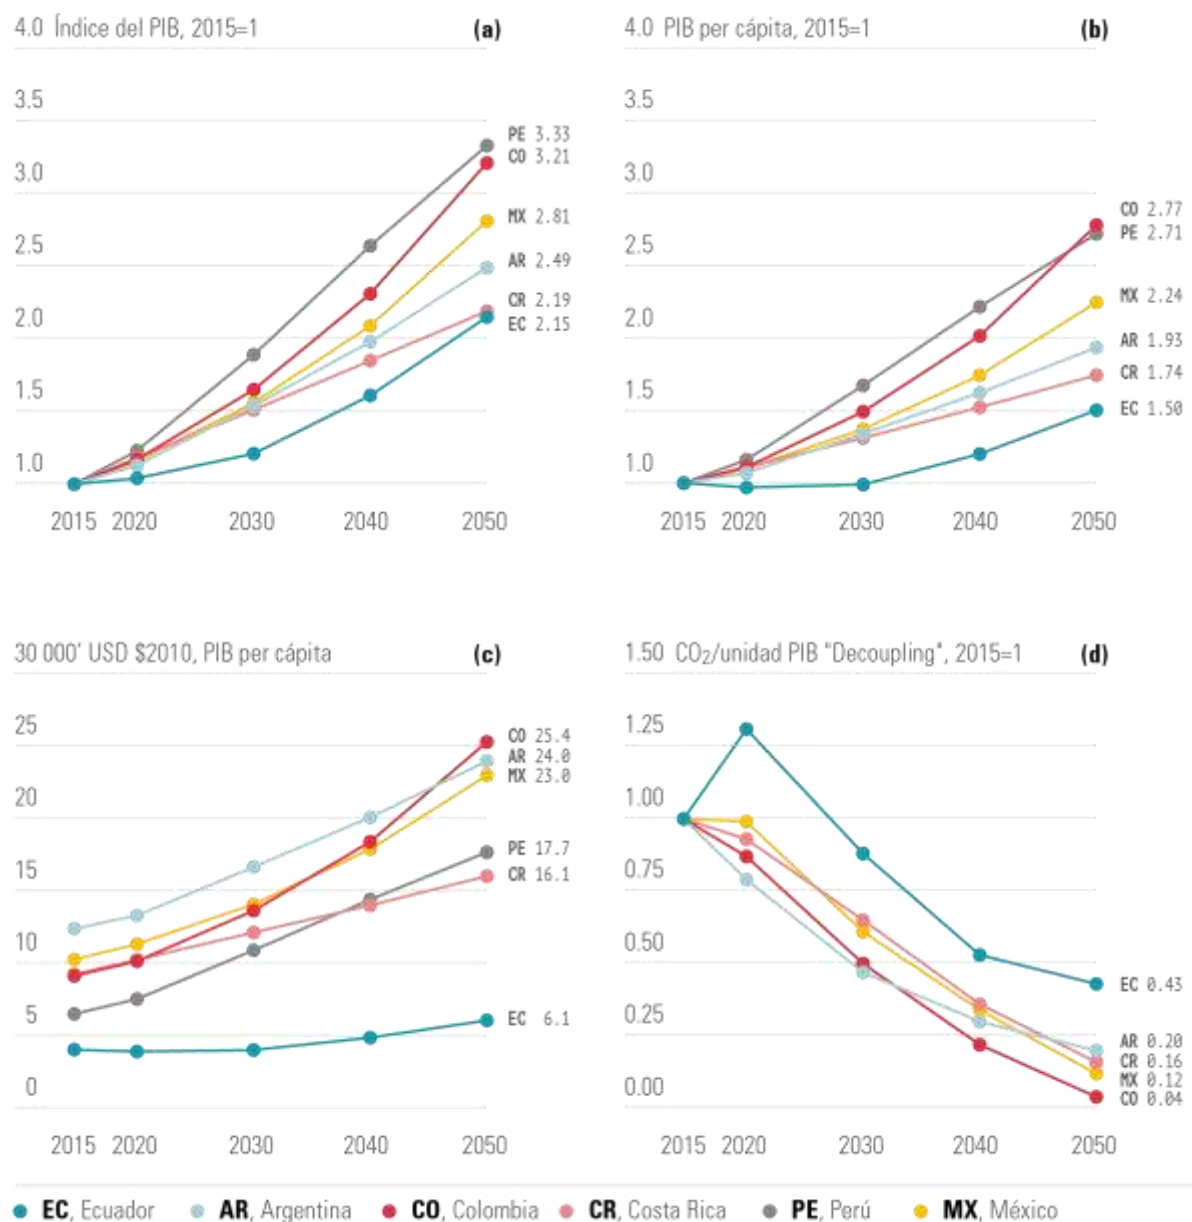 4.0 Índice del PIB, 2015=1 (a)
3.5
3.0
2.5
2.0
1.5
1.0
PE 3.33
CO 3.21
MX 2.81
AR 2.49
CR 2.19
EC 2.15
2015 2020 2030 2040 2050
4.0 PIB per cápita, 2015=1 (b)
3.5
3.0
2.5
2.0
1.5
1.0
CO 2.77
PE 2.71
MX 2.24
AR 1.93
CR 1.74
EC 1.50
2015 2020 2030 2040 2050
30 000' USD $2010, PIB per cápita (c)
25
20
15
10
5
0
CO 25.4
AR 24.0
MX 23.0
PE 17.7
CR 16.1
EC 6.1
2015 2020 2030 2040 2050
1.50 CO₂/unidad PIB "Decoupling", 2015=1 (d)
1.25
1.00
0.75
0.50
0.25
0.00
EC 0.43
AR 0.20
CR 0.16
MX 0.12
CO 0.04
2015 2020 2030 2040 2050
EC, Ecuador AR, Argentina CO, Colombia CR, Costa Rica PE, Perú MX, México